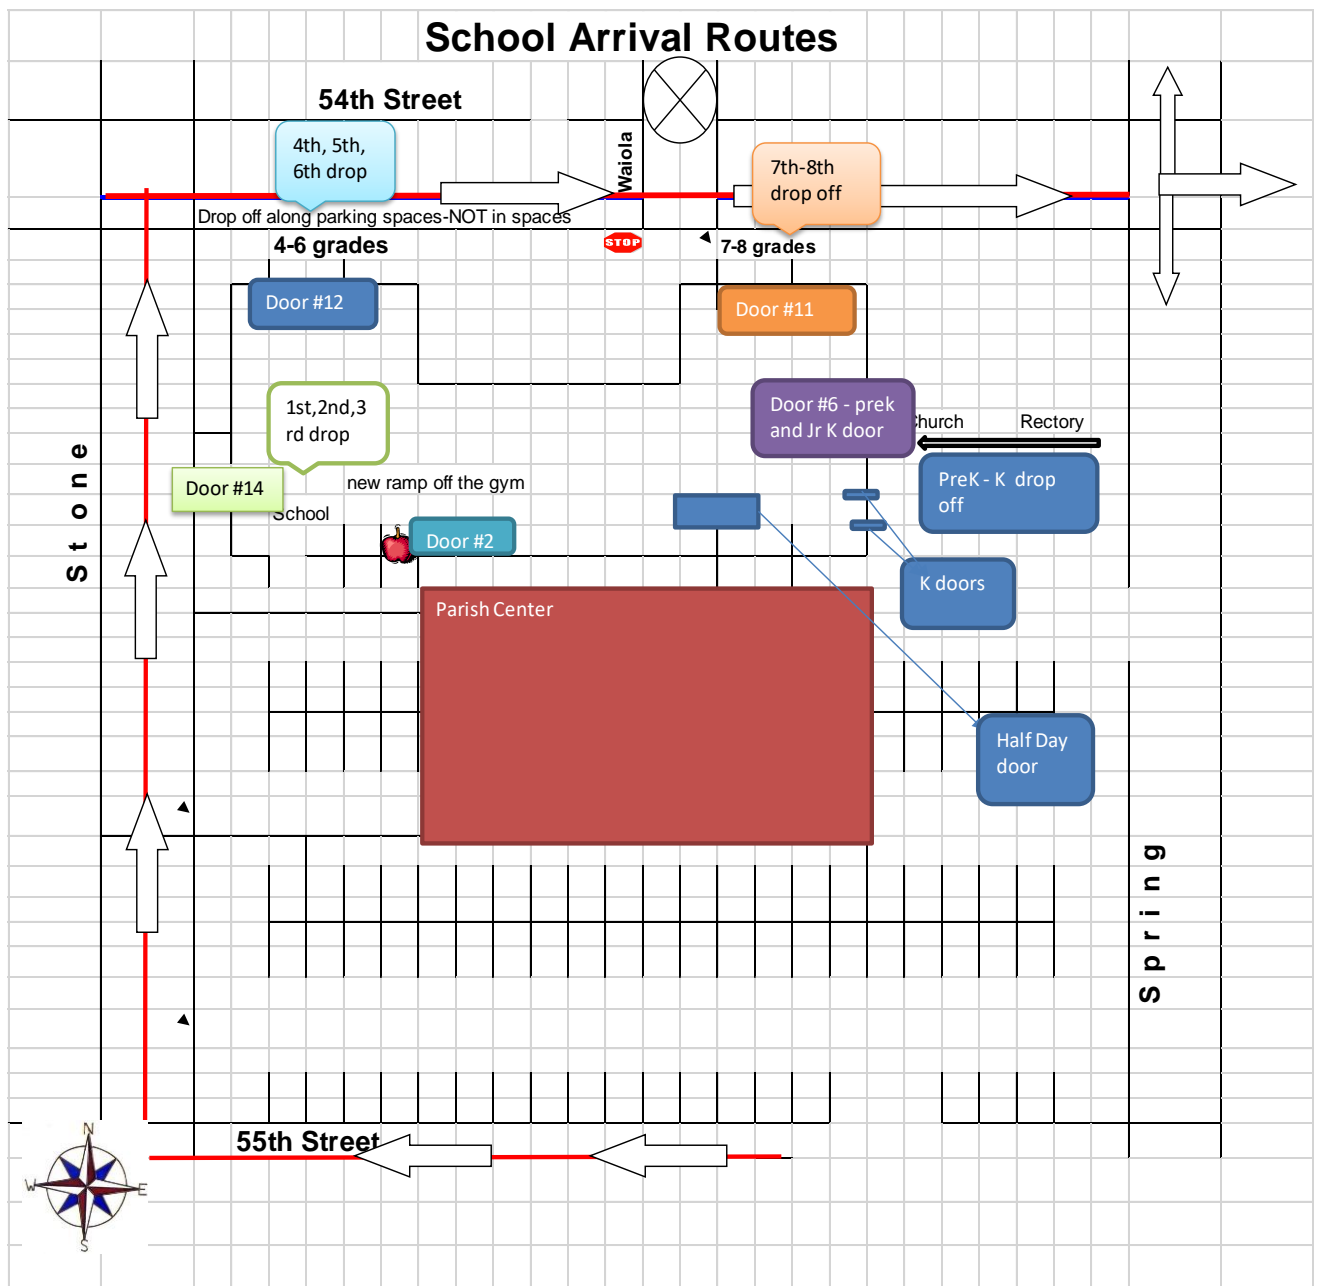 School Arrival Routes
54th Street
4th, 5th,
6th drop
Waiola
7th-8th
drop off
Drop off along parking spaces-NOT in spaces
4-6 grades
STOP
7-8 grades
Door #12
Door #11
1st,2nd,3
rd drop
Door #6 - prek
and Jr K door
hurch
Rectory
Stone
Door #14
new ramp off the gym
PreK - K drop
off
School
Door #2
K doors
Parish Center
Half Day
door
Spring
55th Street
N
W
E
S